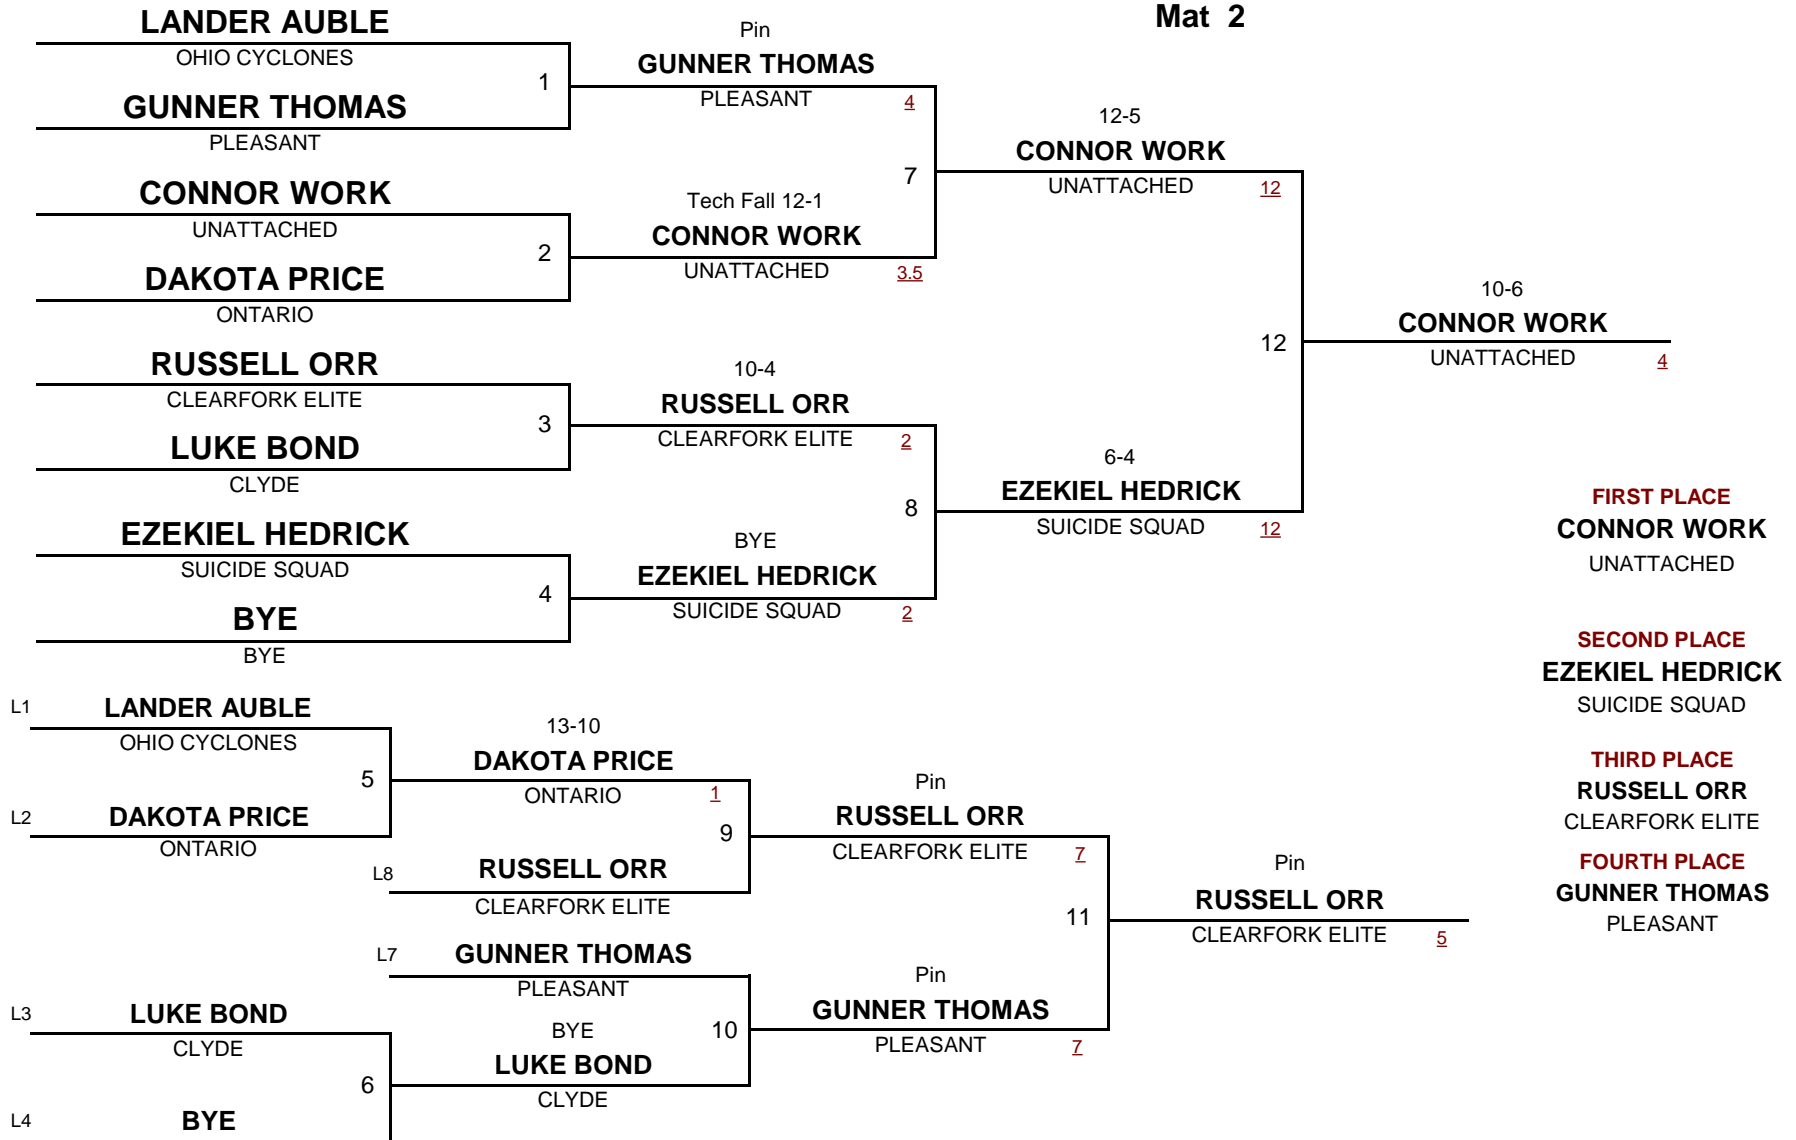 Mat 2
LANDER AUBLE
OHIO CYCLONES
1
GUNNER THOMAS
PLEASANT
CONNOR WORK
UNATTACHED
2
DAKOTA PRICE
ONTARIO
RUSSELL ORR
CLEARFORK ELITE
3
LUKE BOND
CLYDE
EZEKIEL HEDRICK
SUICIDE SQUAD
4
BYE
BYE
Pin
GUNNER THOMAS
PLEASANT 4
7
Tech Fall 12-1
CONNOR WORK
UNATTACHED 3.5
10-4
RUSSELL ORR
CLEARFORK ELITE 2
8
BYE
EZEKIEL HEDRICK
SUICIDE SQUAD 2
12-5
CONNOR WORK
UNATTACHED 12
12
6-4
EZEKIEL HEDRICK
SUICIDE SQUAD 12
10-6
CONNOR WORK
UNATTACHED 4
FIRST PLACE
CONNOR WORK
UNATTACHED
SECOND PLACE
EZEKIEL HEDRICK
SUICIDE SQUAD
THIRD PLACE
RUSSELL ORR
CLEARFORK ELITE
FOURTH PLACE
GUNNER THOMAS
PLEASANT
L1 LANDER AUBLE
OHIO CYCLONES
5
L2 DAKOTA PRICE
ONTARIO
L3 LUKE BOND
CLYDE
6
L4 BYE
13-10
DAKOTA PRICE
ONTARIO 1
9
L8 RUSSELL ORR
CLEARFORK ELITE
L7 GUNNER THOMAS
PLEASANT
10
BYE
LUKE BOND
CLYDE
Pin
RUSSELL ORR
CLEARFORK ELITE 7
11
Pin
GUNNER THOMAS
PLEASANT 7
Pin
RUSSELL ORR
CLEARFORK ELITE 5